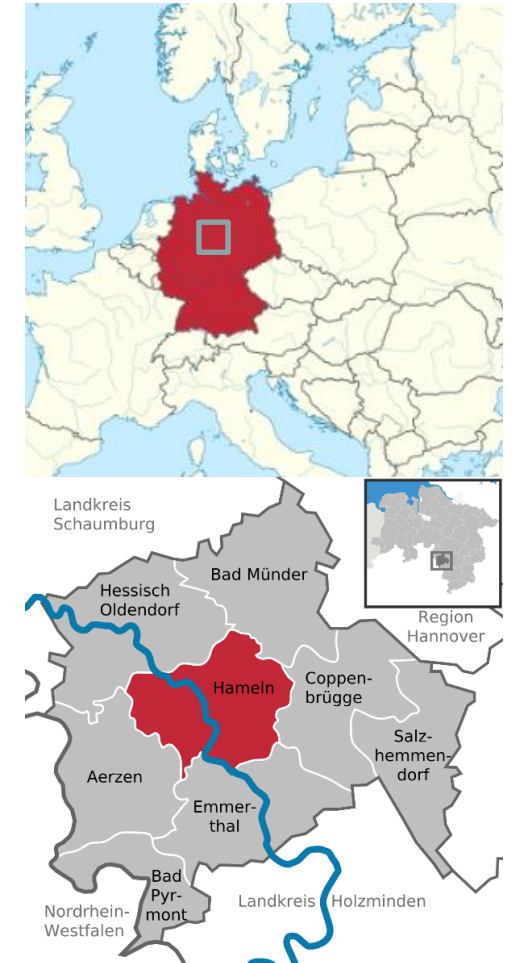 Landkreis
Schaumburg
Bad Münder
Hessisch
Oldendorf
Region
Hannover
Hameln
Coppen-
brügge
Salz-
hemmen-
dorf
Aerzen
Emmer-
thal
Bad
Pyr-
mont
Landkreis
Holzminden
Nordrhein-
Westfalen